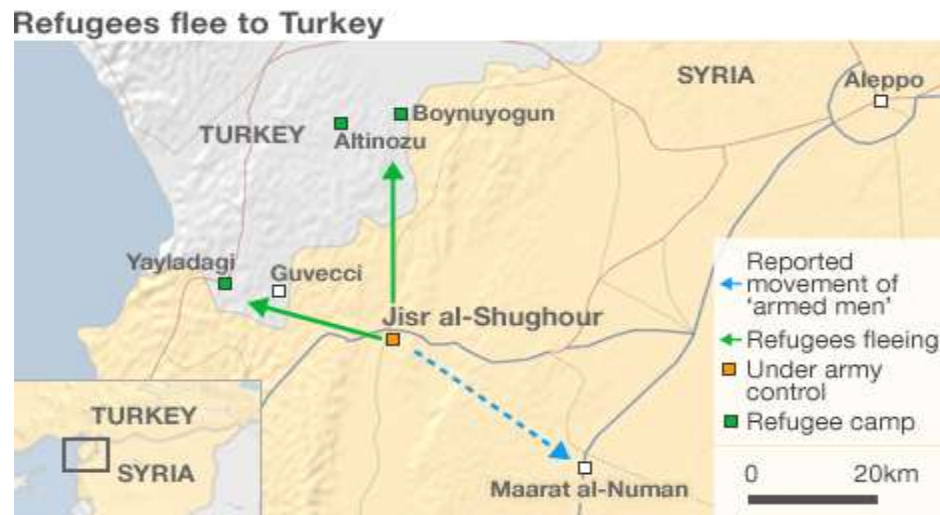 Refugees flee to Turkey
SYRIA
Aleppo
Boynuyogun
TURKEY
Altinozu
Yayladagi
Guvecci
Jisr al-Shughour
Maarat al-Numan
Reported
movement of
‘armed men’
Refugees fleeing
Under army
control
Refugee camp
0 20km
TURKEY
SYRIA